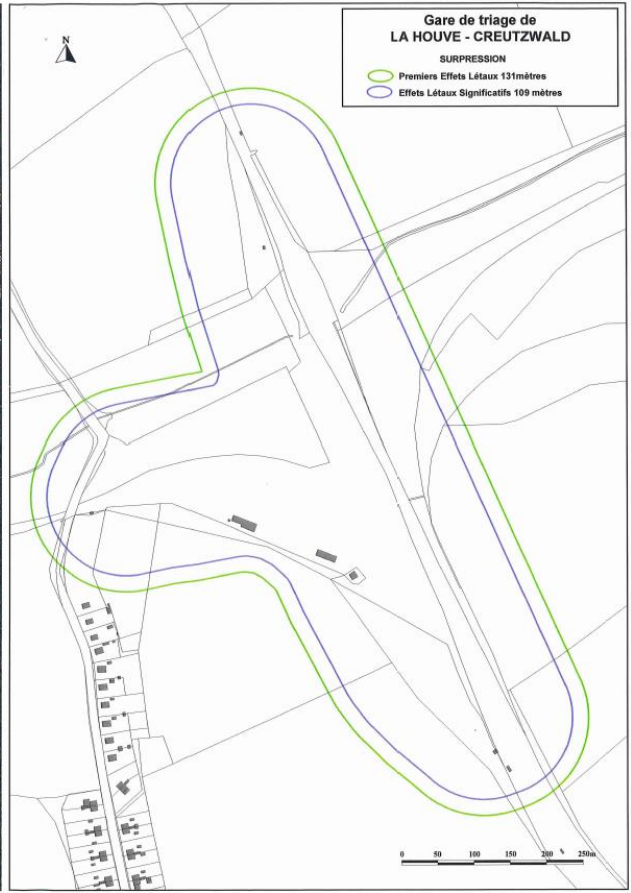 Gare de triage de
LA HOUVE - CREUTZWALD
SURPRESSION
Premiers Effets Létaux 131mètres
Effets Létaux Significatifs 109 mètres
N
0 50 100 150 200 250m